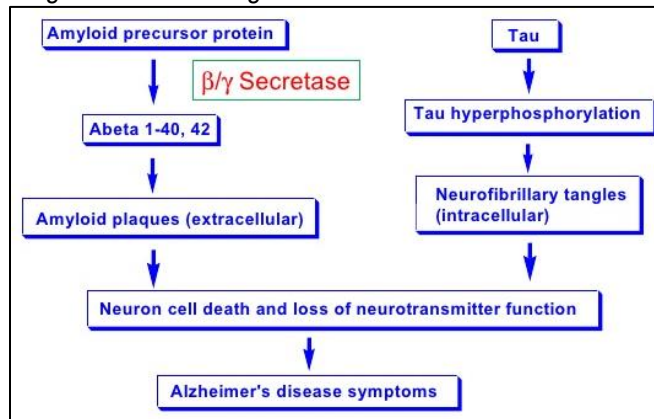 Amyloid precursor protein
Tau
β/γ Secretase
Abeta 1-40, 42
Tau hyperphosphorylation
Amyloid plaques (extracellular)
Neurofibrillary tangles
(intracellular)
Neuron cell death and loss of neurotransmitter function
Alzheimer's disease symptoms